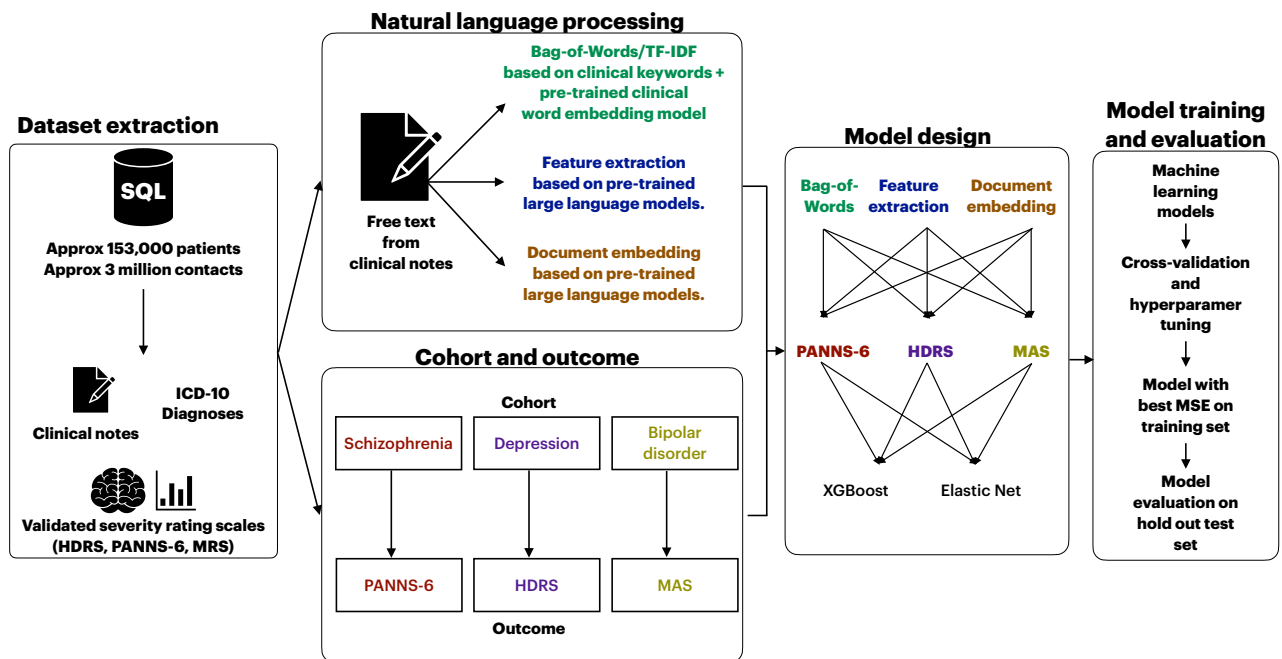 Dataset extraction
SQL
Approx 153,000 patients
Approx 3 million contacts
Clinical notes
ICD-10
Diagnoses
Validated severity rating scales
(HDRS, PANNS-6, MRS)
Natural language processing
Free text
from
clinical notes
Bag-of-Words/TF-IDF
based on clinical keywords +
pre-trained clinical
word embedding model
Feature extraction
based on pre-trained
large language models.
Document embedding
based on pre-trained
large language models.
Cohort and outcome
Cohort
Schizophrenia
Depression
Bipolar
disorder
PANNS-6
HDRS
MAS
Outcome
Model design
Bag-of-
Words
Feature
extraction
Document
embedding
PANNS-6
HDRS
MAS
XGBoost
Elastic Net
Model training
and evaluation
Machine
learning
models
Cross-validation
and
hyperparamer
tuning
Model with
best MSE on
training set
Model
evaluation on
hold out test
set